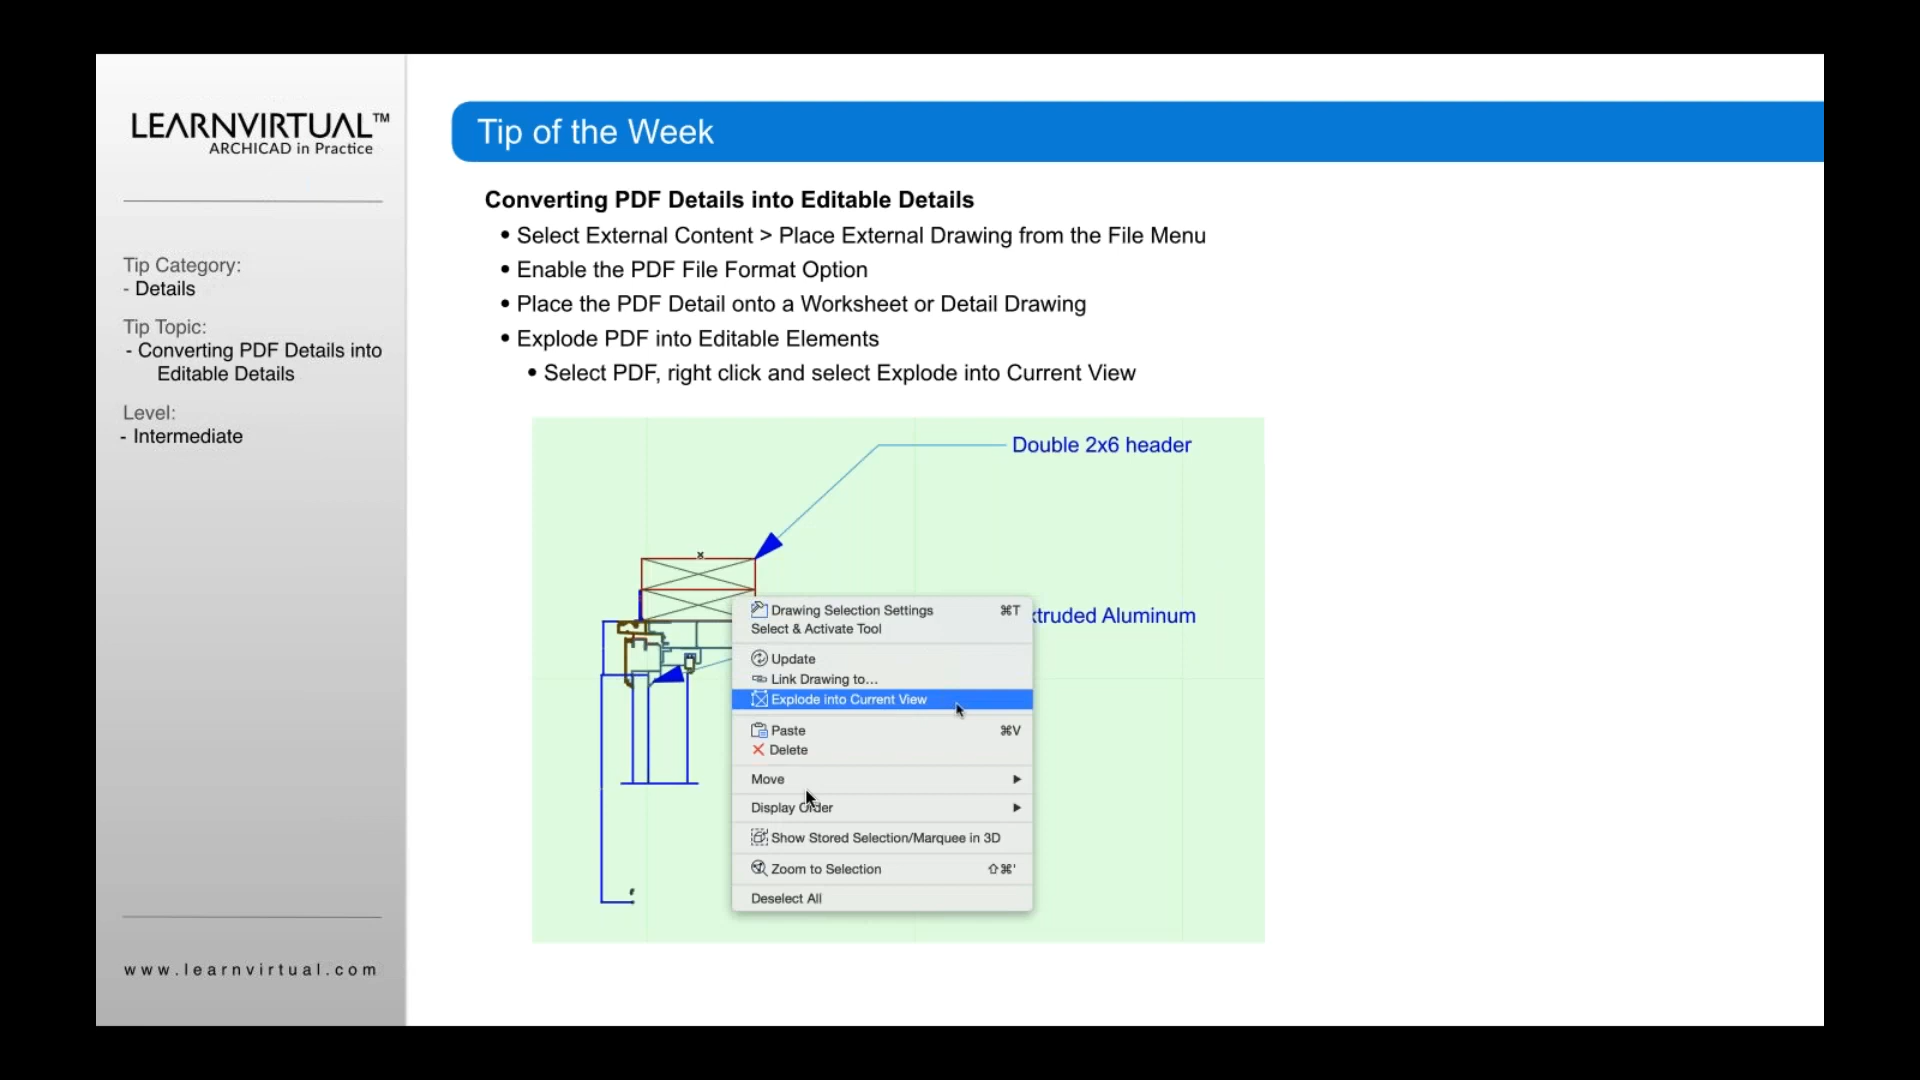 LEARNVIRTUAL™
ARCHICAD in Practice
Tip Category:
- Details
Tip Topic:
- Converting PDF Details into
Editable Details
Level:
- Intermediate
www.learnvirtual.com
Tip of the Week
Converting PDF Details into Editable Details
• Select External Content > Place External Drawing from the File Menu
• Enable the PDF File Format Option
• Place the PDF Detail onto a Worksheet or Detail Drawing
• Explode PDF into Editable Elements
• Select PDF, right click and select Explode into Current View
Double 2x6 header
truded Aluminum
Drawing Selection Settings ⌘T
Select & Activate Tool
Update
Link Drawing to...
Explode into Current View
Paste ⌘V
Delete
Move
Display Order
Show Stored Selection/Marquee in 3D
Zoom to Selection ⇧⌘'
Deselect All